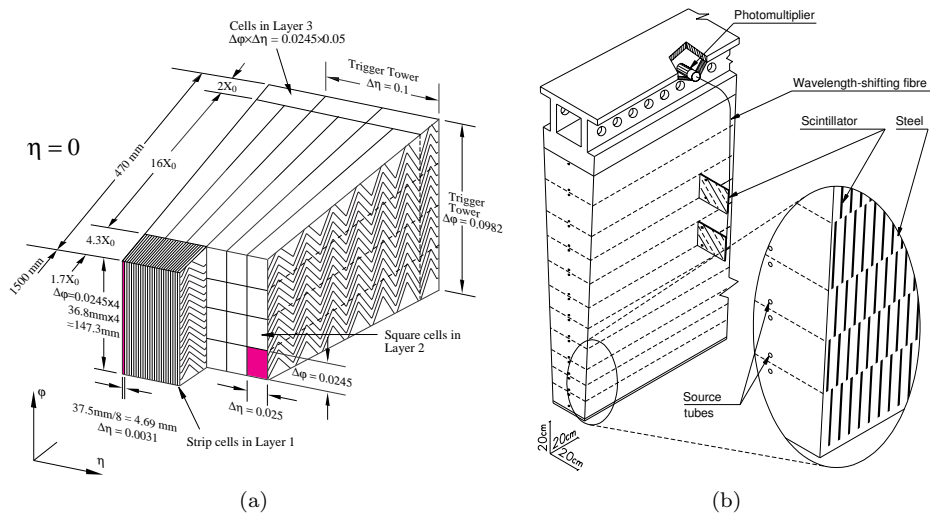 Cells in Layer 3
Δφ×Δη = 0.0245×0.05
Trigger Tower
Δη = 0.1
2X₀
η = 0
470 mm
16X₀
4.3X₀
1500 mm
1.7X₀
Δφ=0.0245x4
36.8mmx4
=147.3mm
Trigger
Tower
Δφ = 0.0982
Square cells in
Layer 2
Δφ = 0.0245
Δη = 0.025
37.5mm/8 = 4.69 mm
Δη = 0.0031
Strip cells in Layer 1
φ
η
(a)
Photomultiplier
Wavelength-shifting fibre
Scintillator
Steel
Source
tubes
20cm
20cm
20cm
(b)